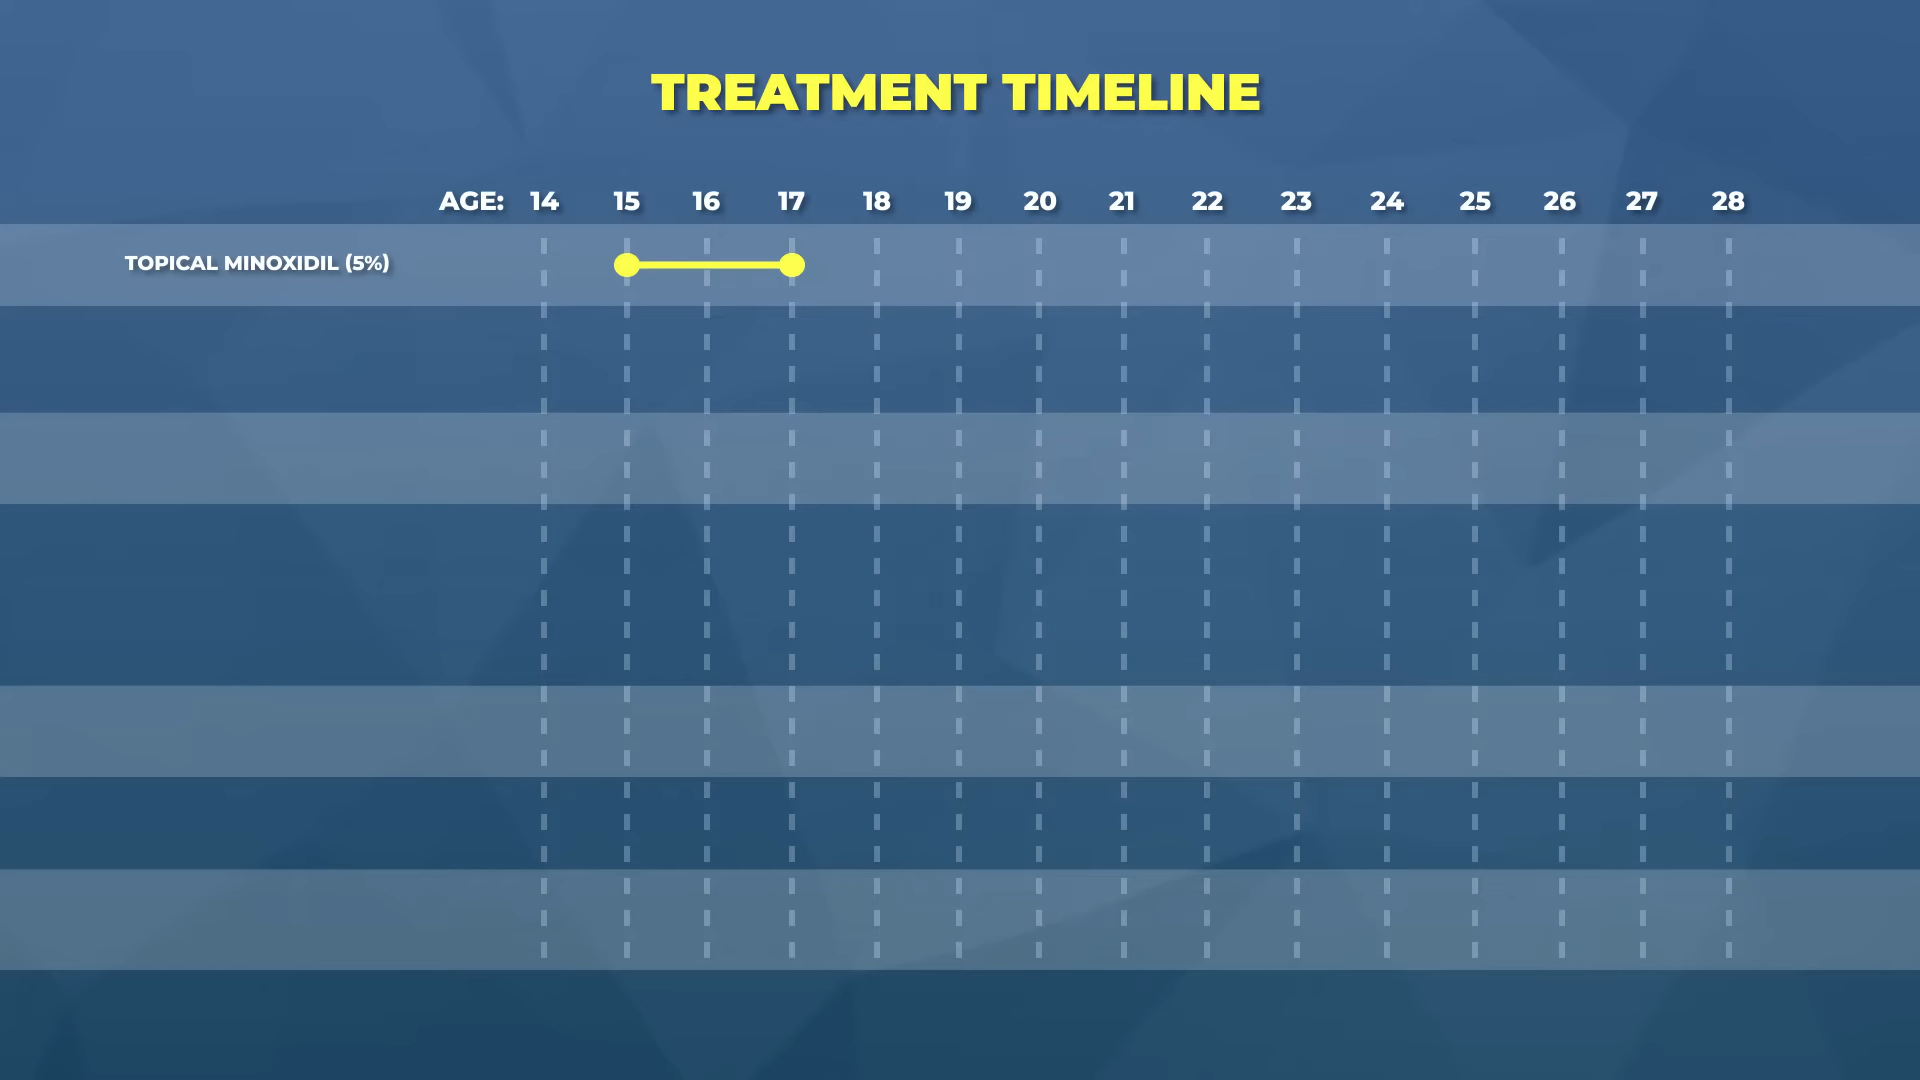 TREATMENT TIMELINE
AGE: 14 15 16 17 18 19 20 21 22 23 24 25 26 27 28
TOPICAL MINOXIDIL (5%)